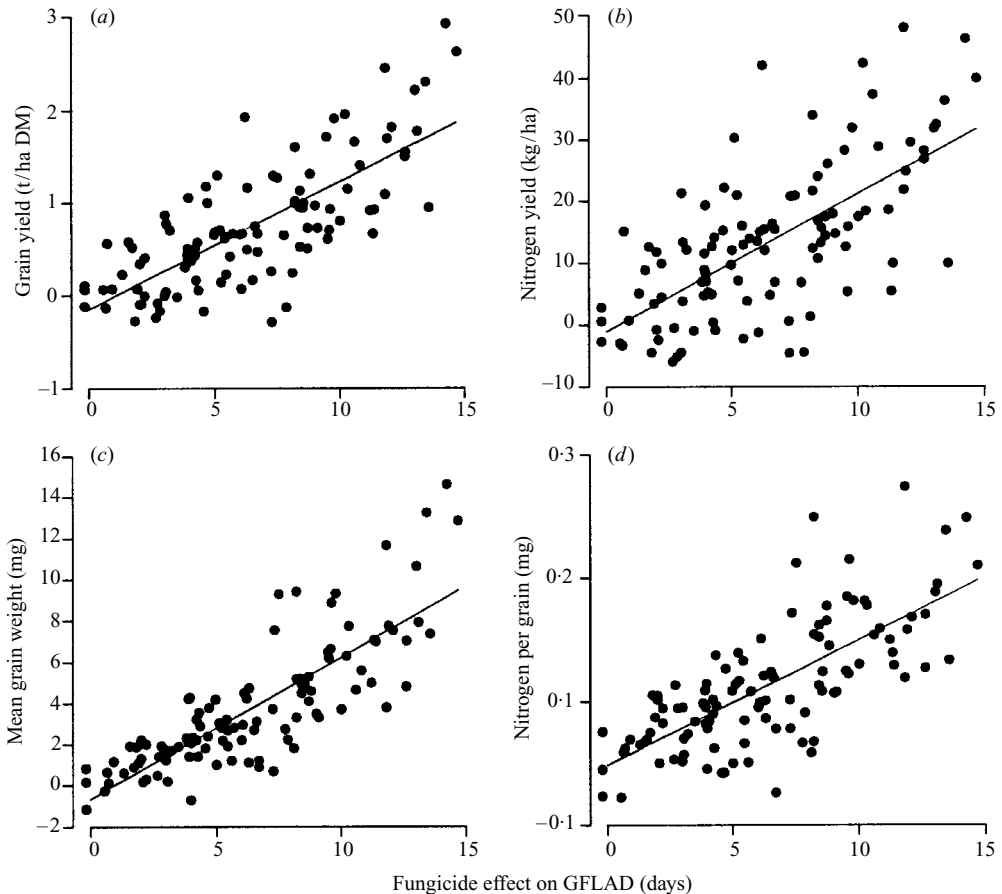 (a)
Grain yield (t/ha DM)
3
2
1
0
–1
0 5 10 15
(b)
Nitrogen yield (kg/ha)
50
40
30
20
10
0
–10
0 5 10 15
(c)
Mean grain weight (mg)
16
14
12
10
8
6
4
2
0
–2
0 5 10 15
(d)
Nitrogen per grain (mg)
0·3
0·2
0·1
–0·1
0 5 10 15
Fungicide effect on GFLAD (days)